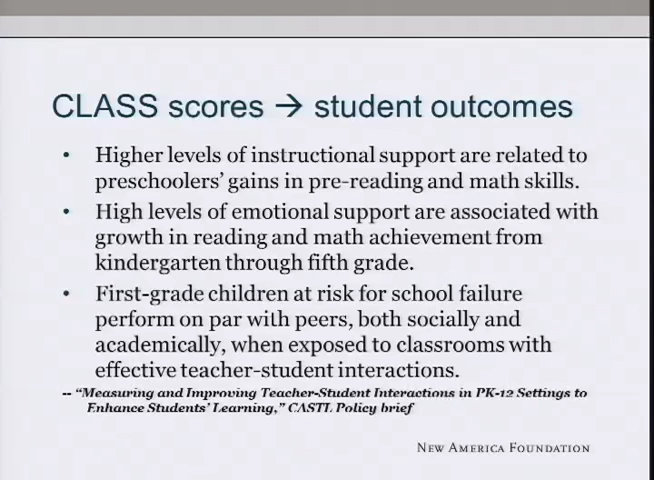 CLASS scores → student outcomes
• Higher levels of instructional support are related to
preschoolers' gains in pre-reading and math skills.
• High levels of emotional support are associated with
growth in reading and math achievement from
kindergarten through fifth grade.
• First-grade children at risk for school failure
perform on par with peers, both socially and
academically, when exposed to classrooms with
effective teacher-student interactions.
-- "Measuring and Improving Teacher-Student Interactions in PK-12 Settings to
Enhance Students' Learning," CASTL Policy brief
NEW AMERICA FOUNDATION